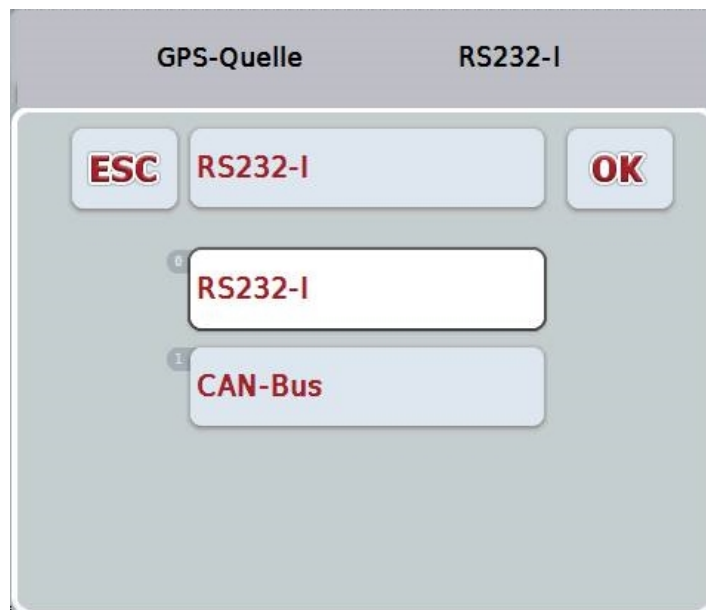 GPS-Quelle RS232-I
ESC RS232-I OK
0
RS232-I
1
CAN-Bus